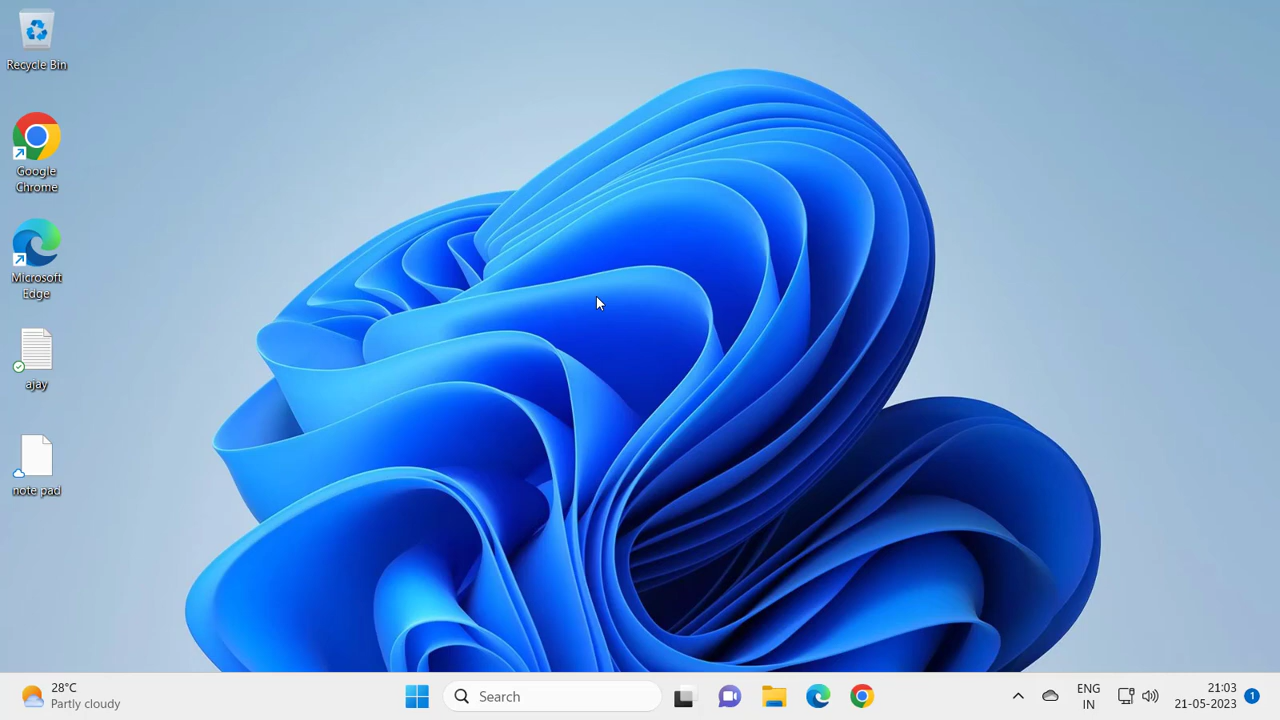 Recycle Bin
Google
Chrome
Microsoft
Edge
ajay
note pad
28°C
Partly cloudy
Search
ENG
IN
21:03
21-05-2023
1